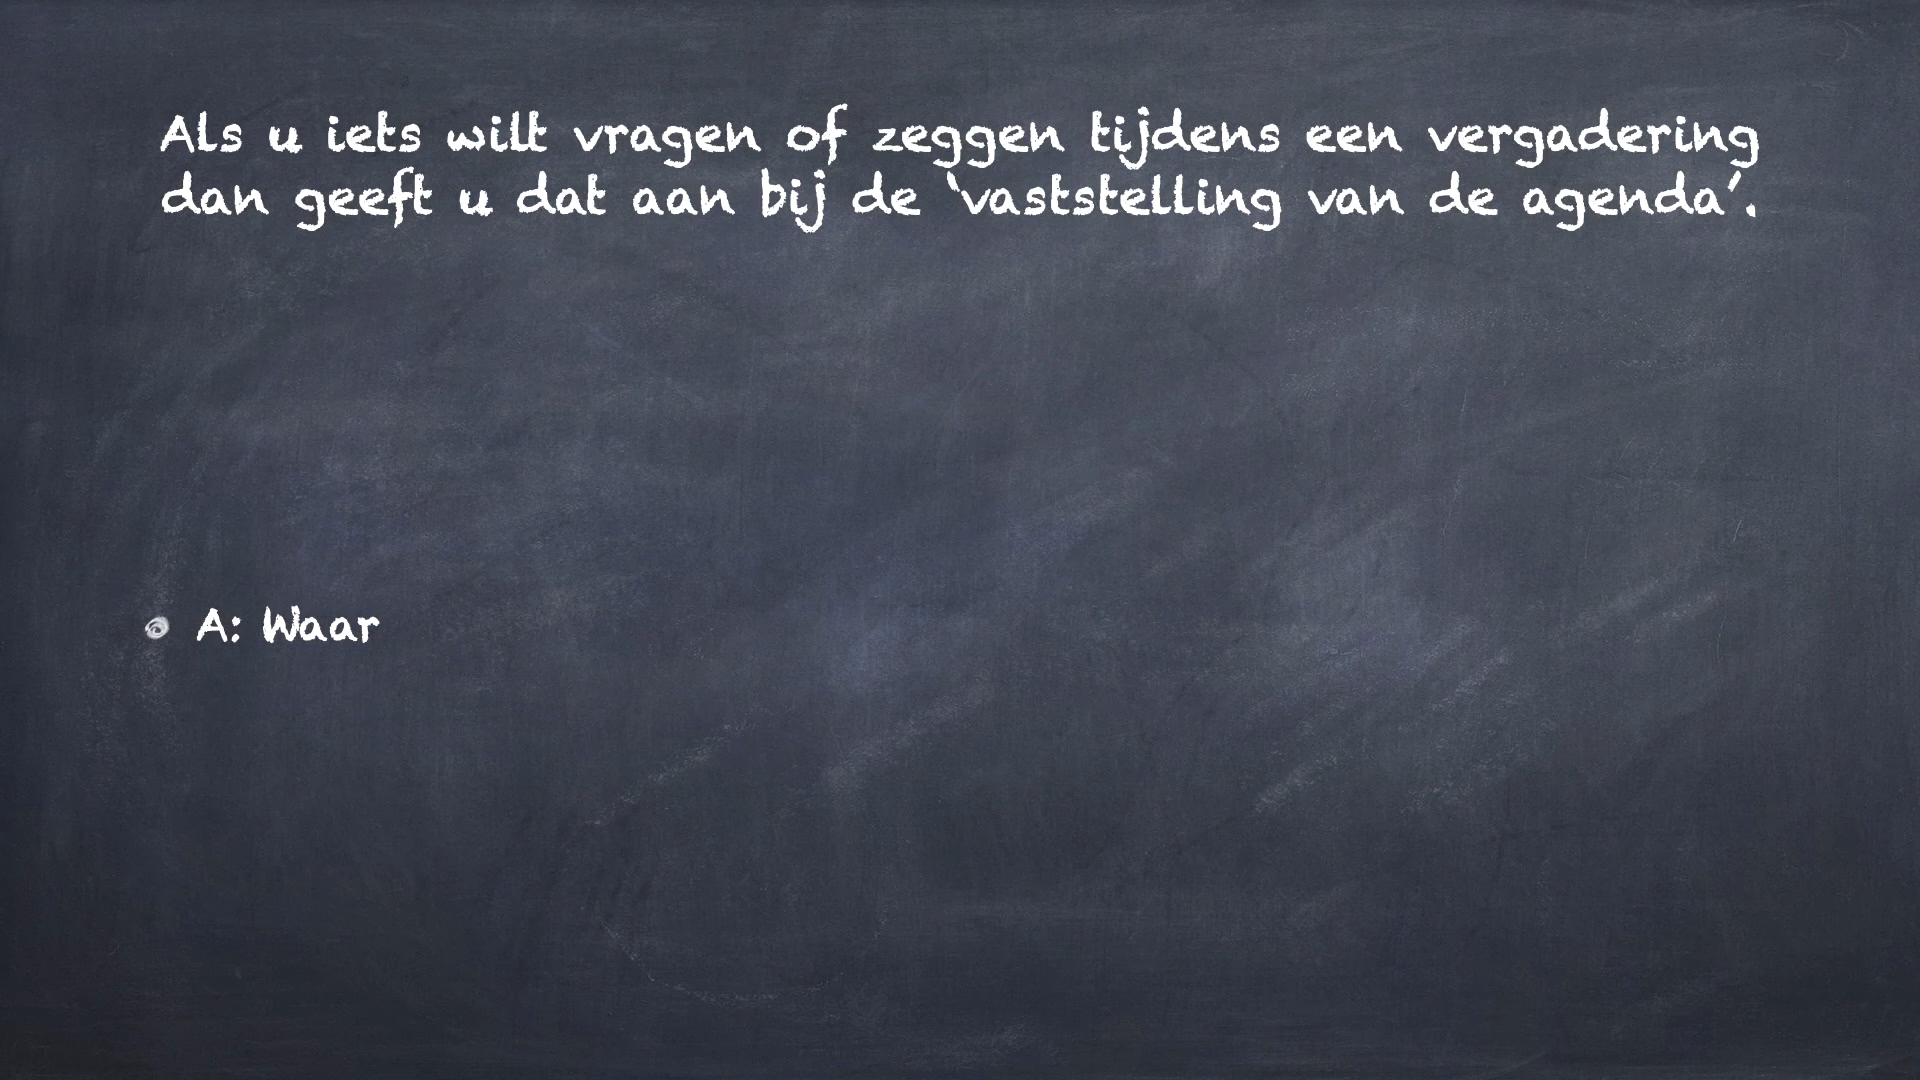 Als u iets wilt vragen of zeggen tijdens een vergadering
dan geeft u dat aan bij de ‘vaststelling van de agenda’.
A: Waar